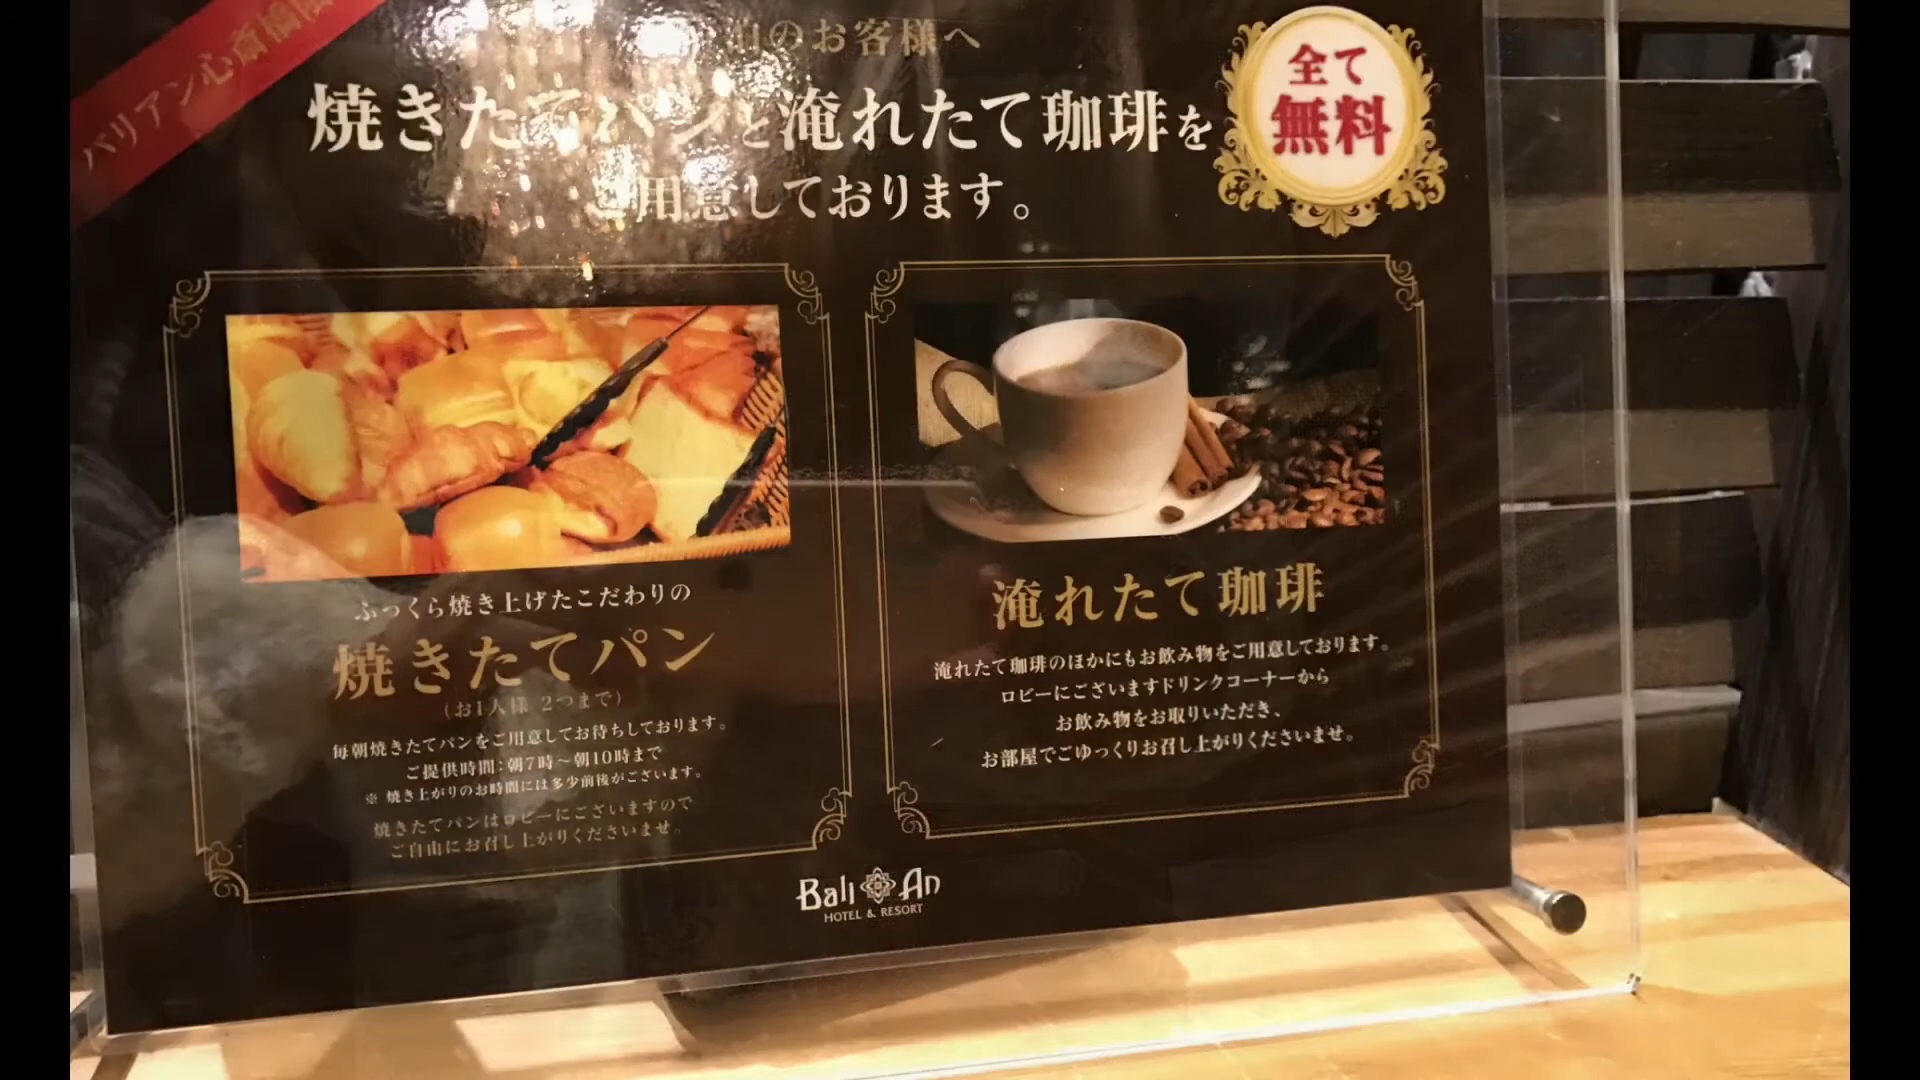 バリアン心斎橋
のお客様へ
焼きたてパンと淹れたて珈琲を
ご用意しております。
全て
無料
ふっくら焼き上げたこだわりの
焼きたてパン
(お1人様 2つまで)
毎朝焼きたてパンをご用意してお待ちしております。
ご提供時間:朝7時〜朝10時まで
※ 焼き上がりのお時間には多少前後がございます。
焼きたてパンはロビーにございますので
ご自由にお召し上がりくださいませ。
淹れたて珈琲
淹れたて珈琲のほかにもお飲み物をご用意しております。
ロビーにございますドリンクコーナーから
お飲み物をお取りいただき、
お部屋でごゆっくりお召し上がりくださいませ。
Bali An
HOTEL & RESORT